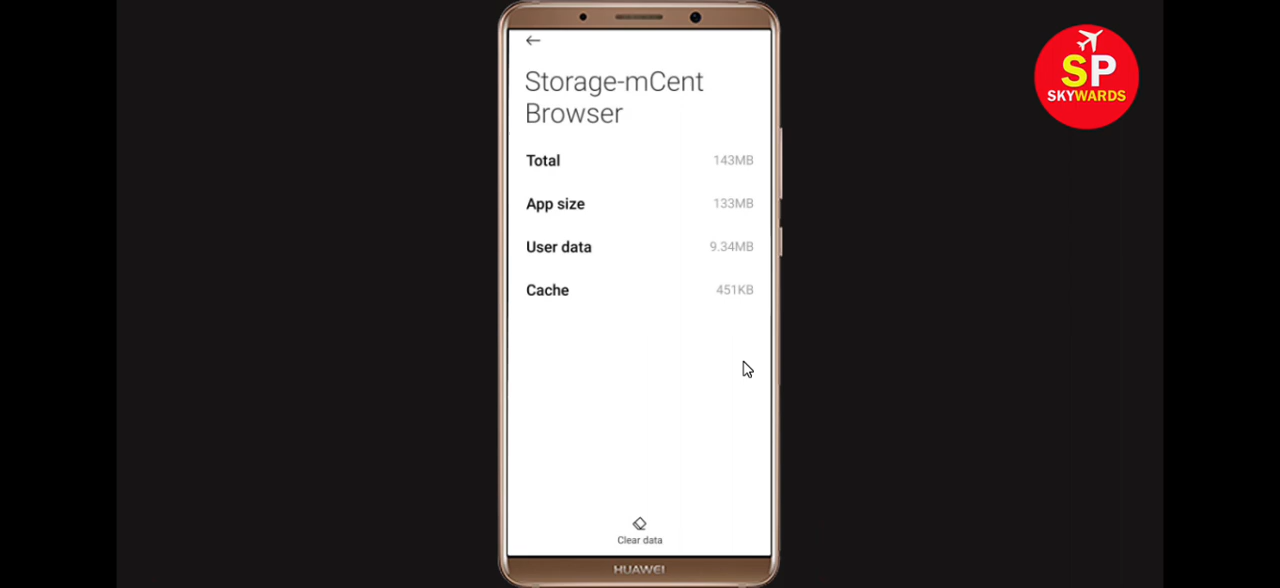 SP
SKYWARDS
Storage-mCent
Browser
Total 143MB
App size 133MB
User data 9.34MB
Cache 451KB
Clear data
HUAWEI